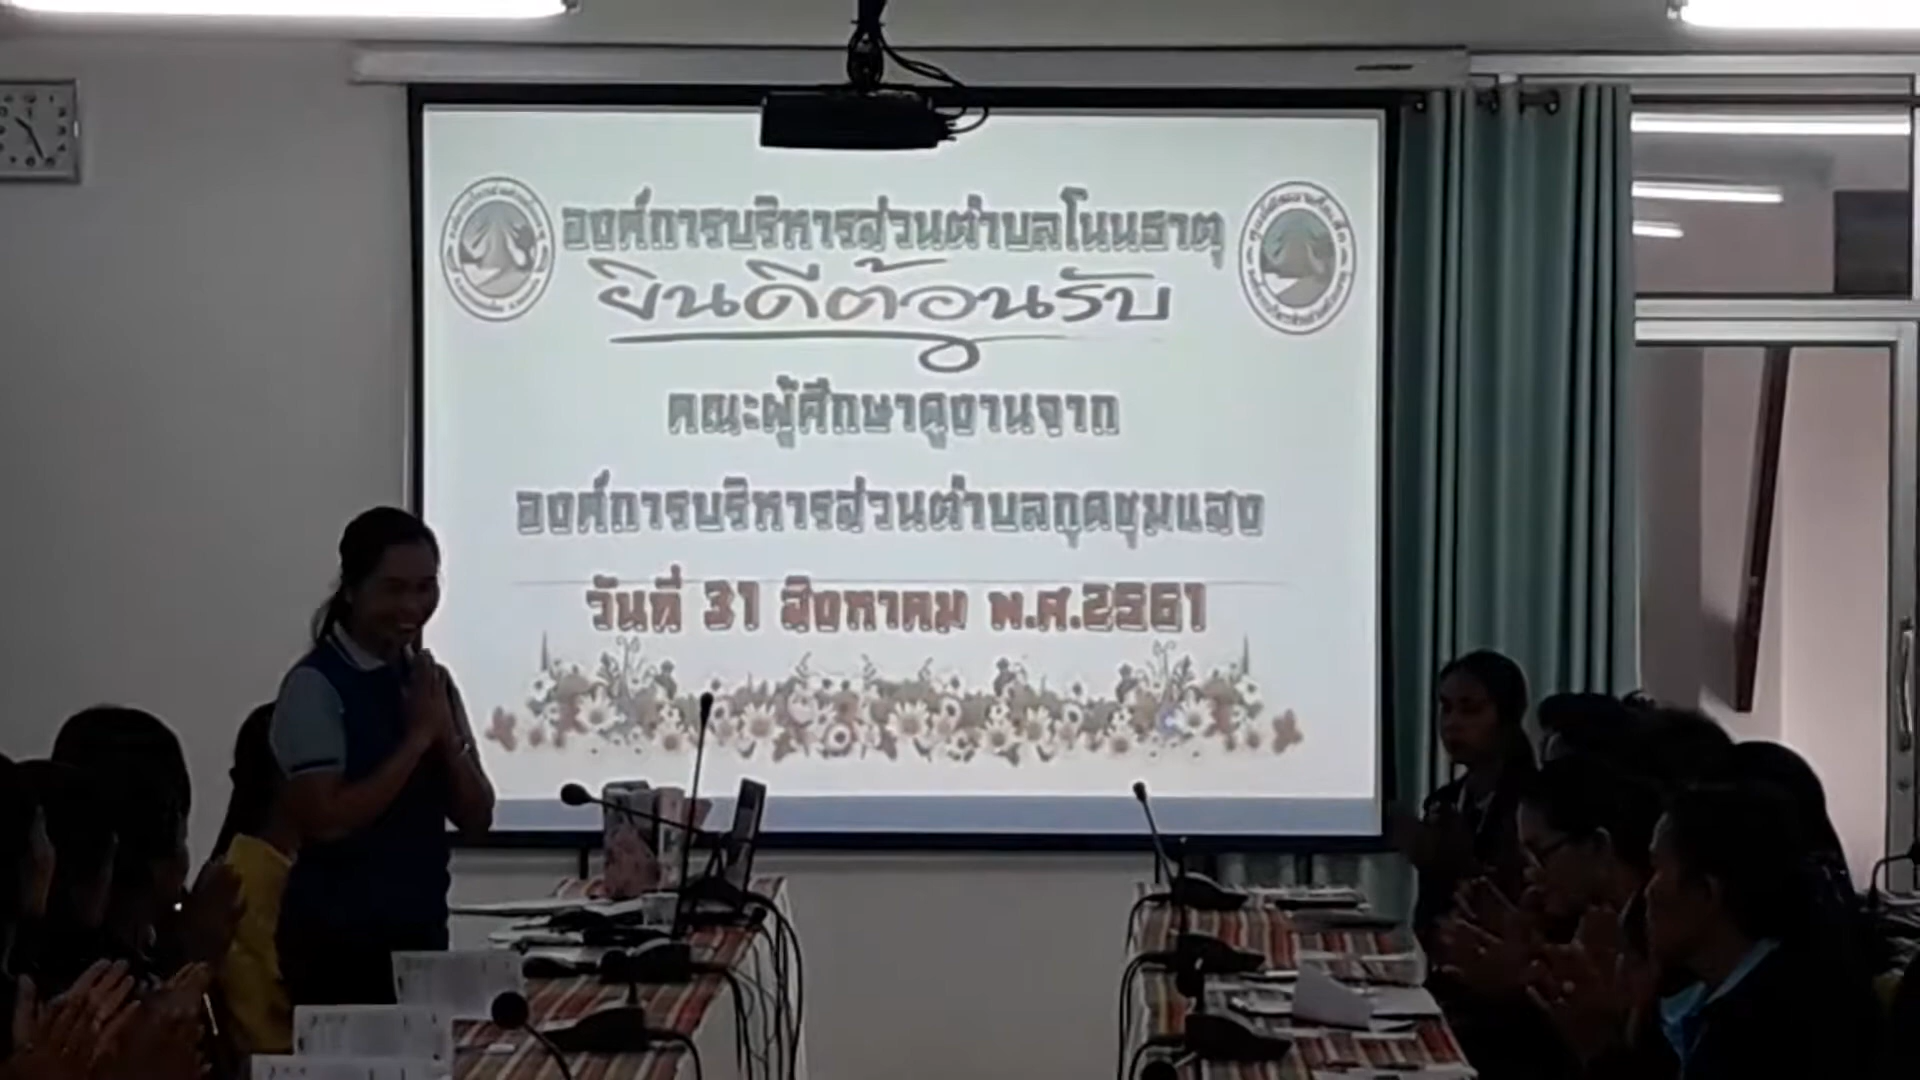 องค์การบริหารส่วนตำบลโนนธาตุ
ยินดีต้อนรับ
คณะผู้ศึกษาดูงานจาก
องค์การบริหารส่วนตำบลกุดชุมแสง
วันที่ 31 สิงหาคม พ.ศ.2561